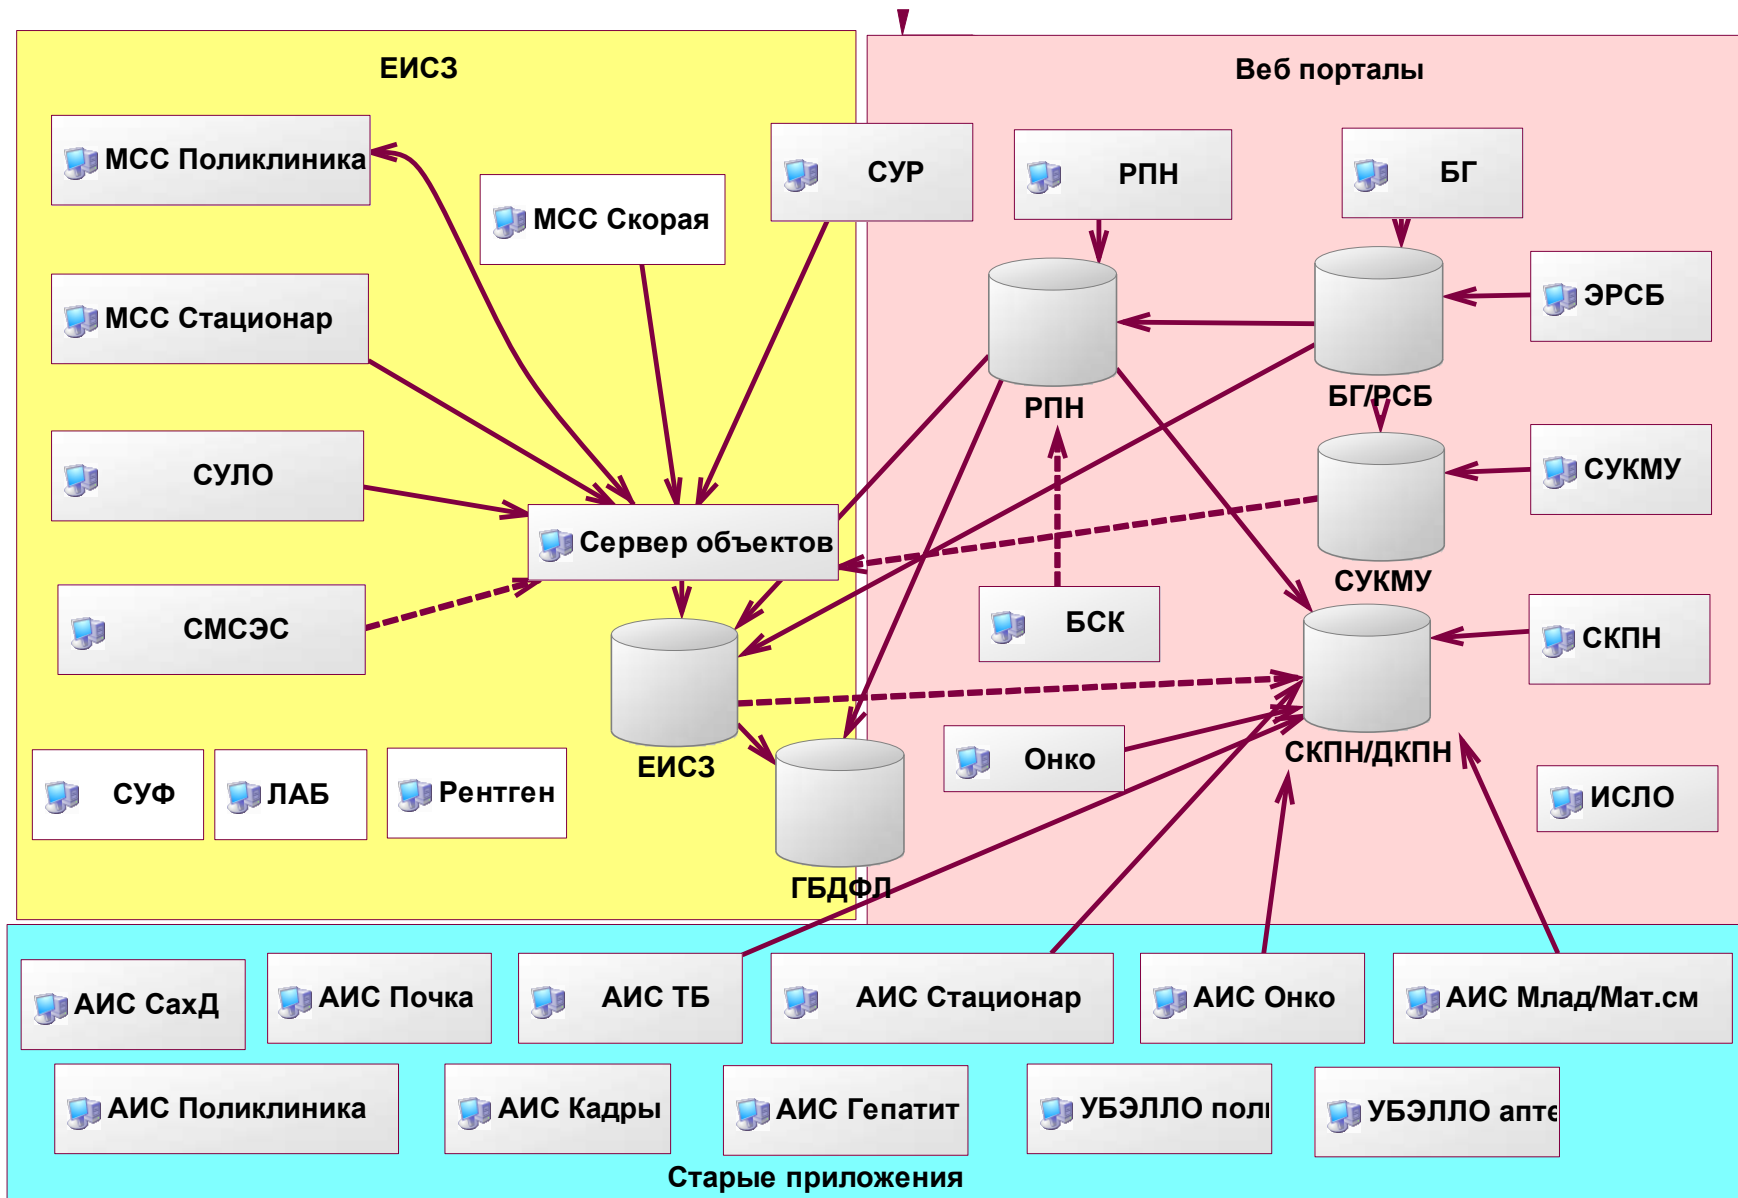 ЕИСЗ
Веб порталы
МСС Поликлиника
МСС Скорая
СУР
РПН
БГ
МСС Стационар
ЭРСБ
РПН
БГ/РСБ
СУЛО
СУКМУ
Сервер объектов
СУКМУ
СМСЭС
БСК
СКПН
ЕИСЗ
Онко
СКПН/ДКПН
СУФ
ЛАБ
Рентген
ИСЛО
ГБДФЛ
АИС СахД
АИС Почка
АИС ТБ
АИС Стационар
АИС Онко
АИС Млад/Мат.см
АИС Поликлиника
АИС Кадры
АИС Гепатит
УБЭЛЛО пол
УБЭЛЛО апте
Старые приложения